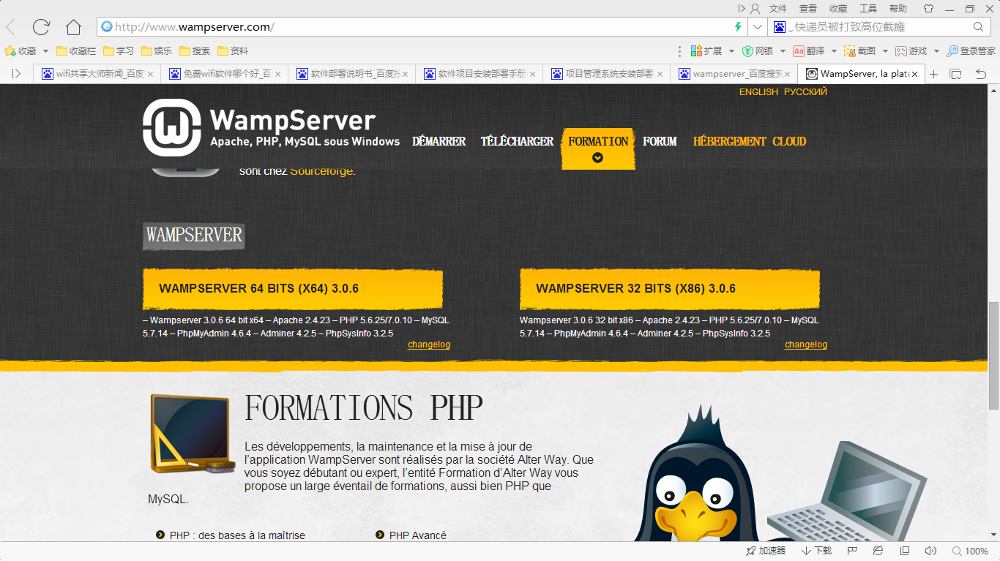 文件 查看 收藏 工具 帮助
http://www.wampserver.com/
快递员被打致高位截瘫
收藏 收藏栏 学习 娱乐 搜索 资料 扩展 网银 翻译 截图 游戏 登录管家
wifi共享大师新闻_百度 免费wifi软件哪个好_百 软件部署说明书_百度搜 软件项目安装部署手册 项目管理系统安装部署 wampserver_百度搜索 WampServer, la plate
ENGLISH РУССКИЙ
WampServer
Apache, PHP, MySQL sous Windows
DÉMARRER TÉLÉCHARGER FORMATION FORUM HÉBERGEMENT CLOUD
sont chez Sourceforge.
WAMPSERVER
WAMPSERVER 64 BITS (X64) 3.0.6
– Wampserver 3.0.6 64 bit x64 – Apache 2.4.23 – PHP 5.6.25/7.0.10 – MySQL
5.7.14 – PhpMyAdmin 4.6.4 – Adminer 4.2.5 – PhpSysInfo 3.2.5
changelog
WAMPSERVER 32 BITS (X86) 3.0.6
Wampserver 3.0.6 32 bit x86 – Apache 2.4.23 – PHP 5.6.25/7.0.10 – MySQL
5.7.14 – PhpMyAdmin 4.6.4 – Adminer 4.2.5 – PhpSysInfo 3.2.5
changelog
FORMATIONS PHP
Les développements, la maintenance et la mise à jour de
l'application WampServer sont réalisés par la société Alter Way. Que
vous soyez débutant ou expert, l'entité Formation d'Alter Way vous
propose un large éventail de formations, aussi bien PHP que
MySQL.
PHP : des bases à la maîtrise
PHP Avancé
加速器 下载 100%